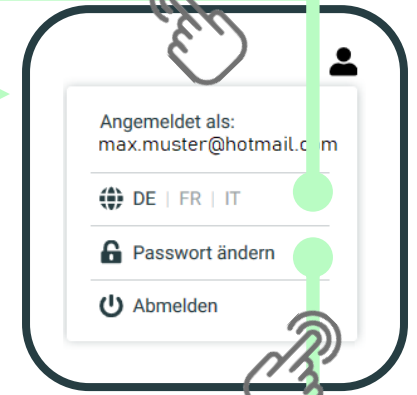 Angemeldet als:
max.muster@hotmail.com
DE | FR | IT
Passwort ändern
Abmelden